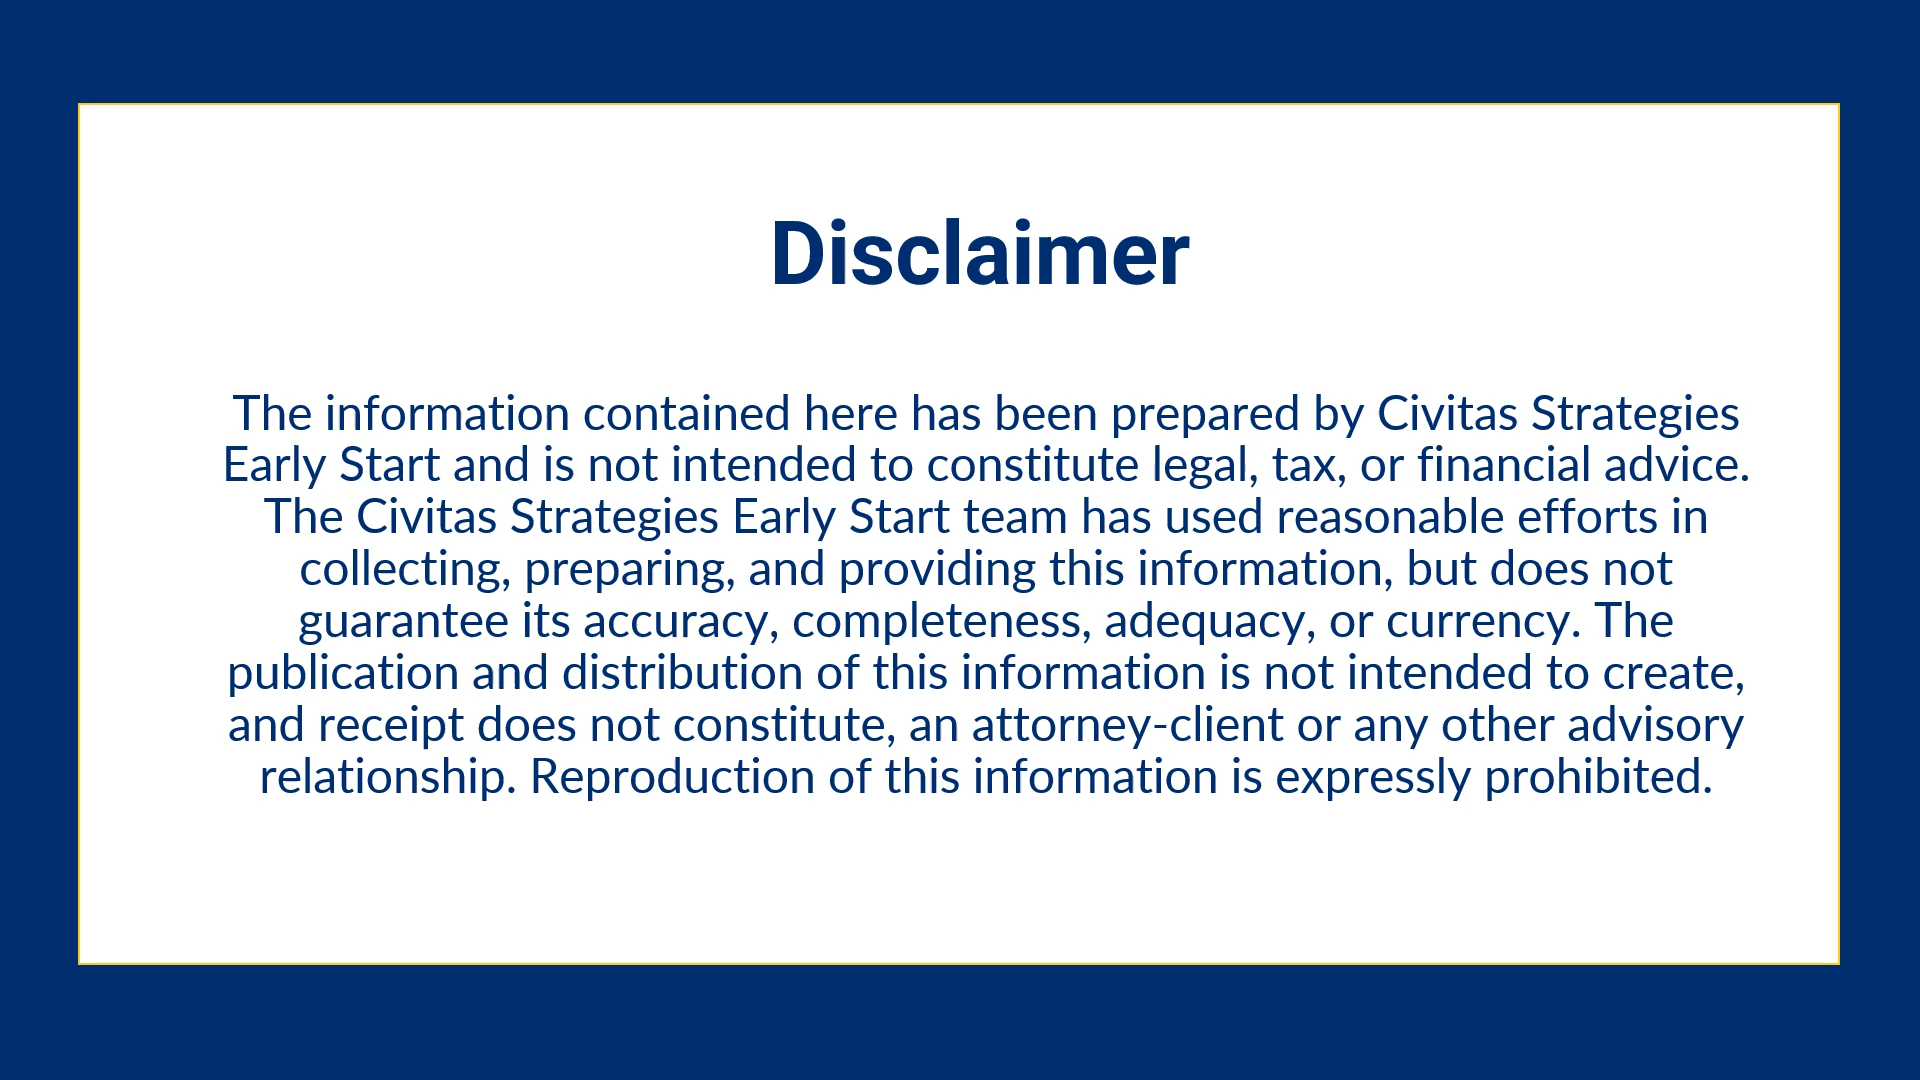 Disclaimer
The information contained here has been prepared by Civitas Strategies
Early Start and is not intended to constitute legal, tax, or financial advice.
The Civitas Strategies Early Start team has used reasonable efforts in
collecting, preparing, and providing this information, but does not
guarantee its accuracy, completeness, adequacy, or currency. The
publication and distribution of this information is not intended to create,
and receipt does not constitute, an attorney-client or any other advisory
relationship. Reproduction of this information is expressly prohibited.